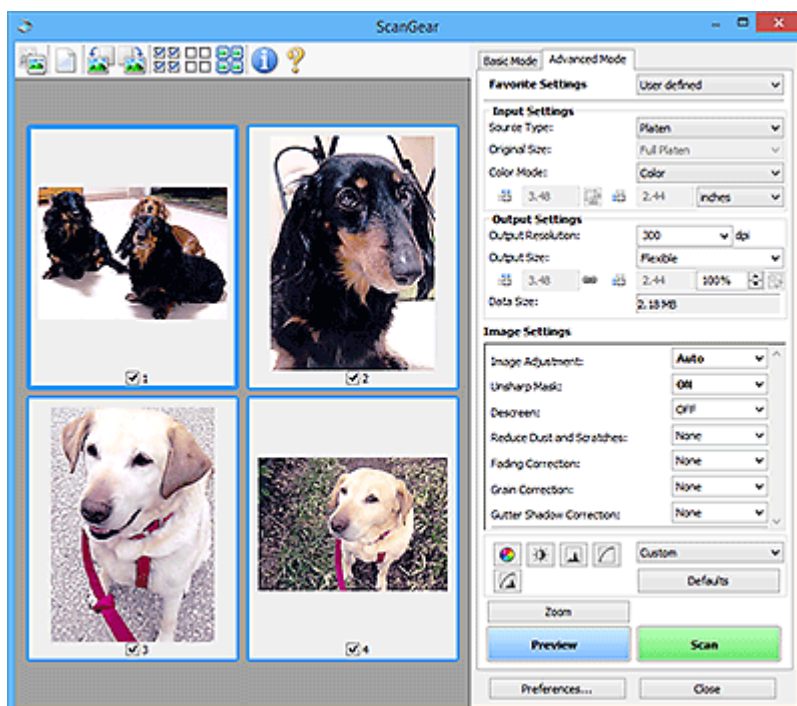 ScanGear
Basic Mode Advanced Mode
Favorite Settings User defined
Input Settings
Source Type: Platen
Original Size: Full Platen
Color Mode: Color
3.48 2.44 inches
Output Settings
Output Resolution: 300 dpi
Output Size: Flexible
3.48 2.44 100%
Data Size: 2.18 MB
Image Settings
Image Adjustment: Auto
Unsharp Mask: ON
Descreen: OFF
Reduce Dust and Scratches: None
Fading Correction: None
Grain Correction: None
Gutter Shadow Correction: None
Custom
Defaults
Zoom
Preview Scan
Preferences... Close
1
2
3
4